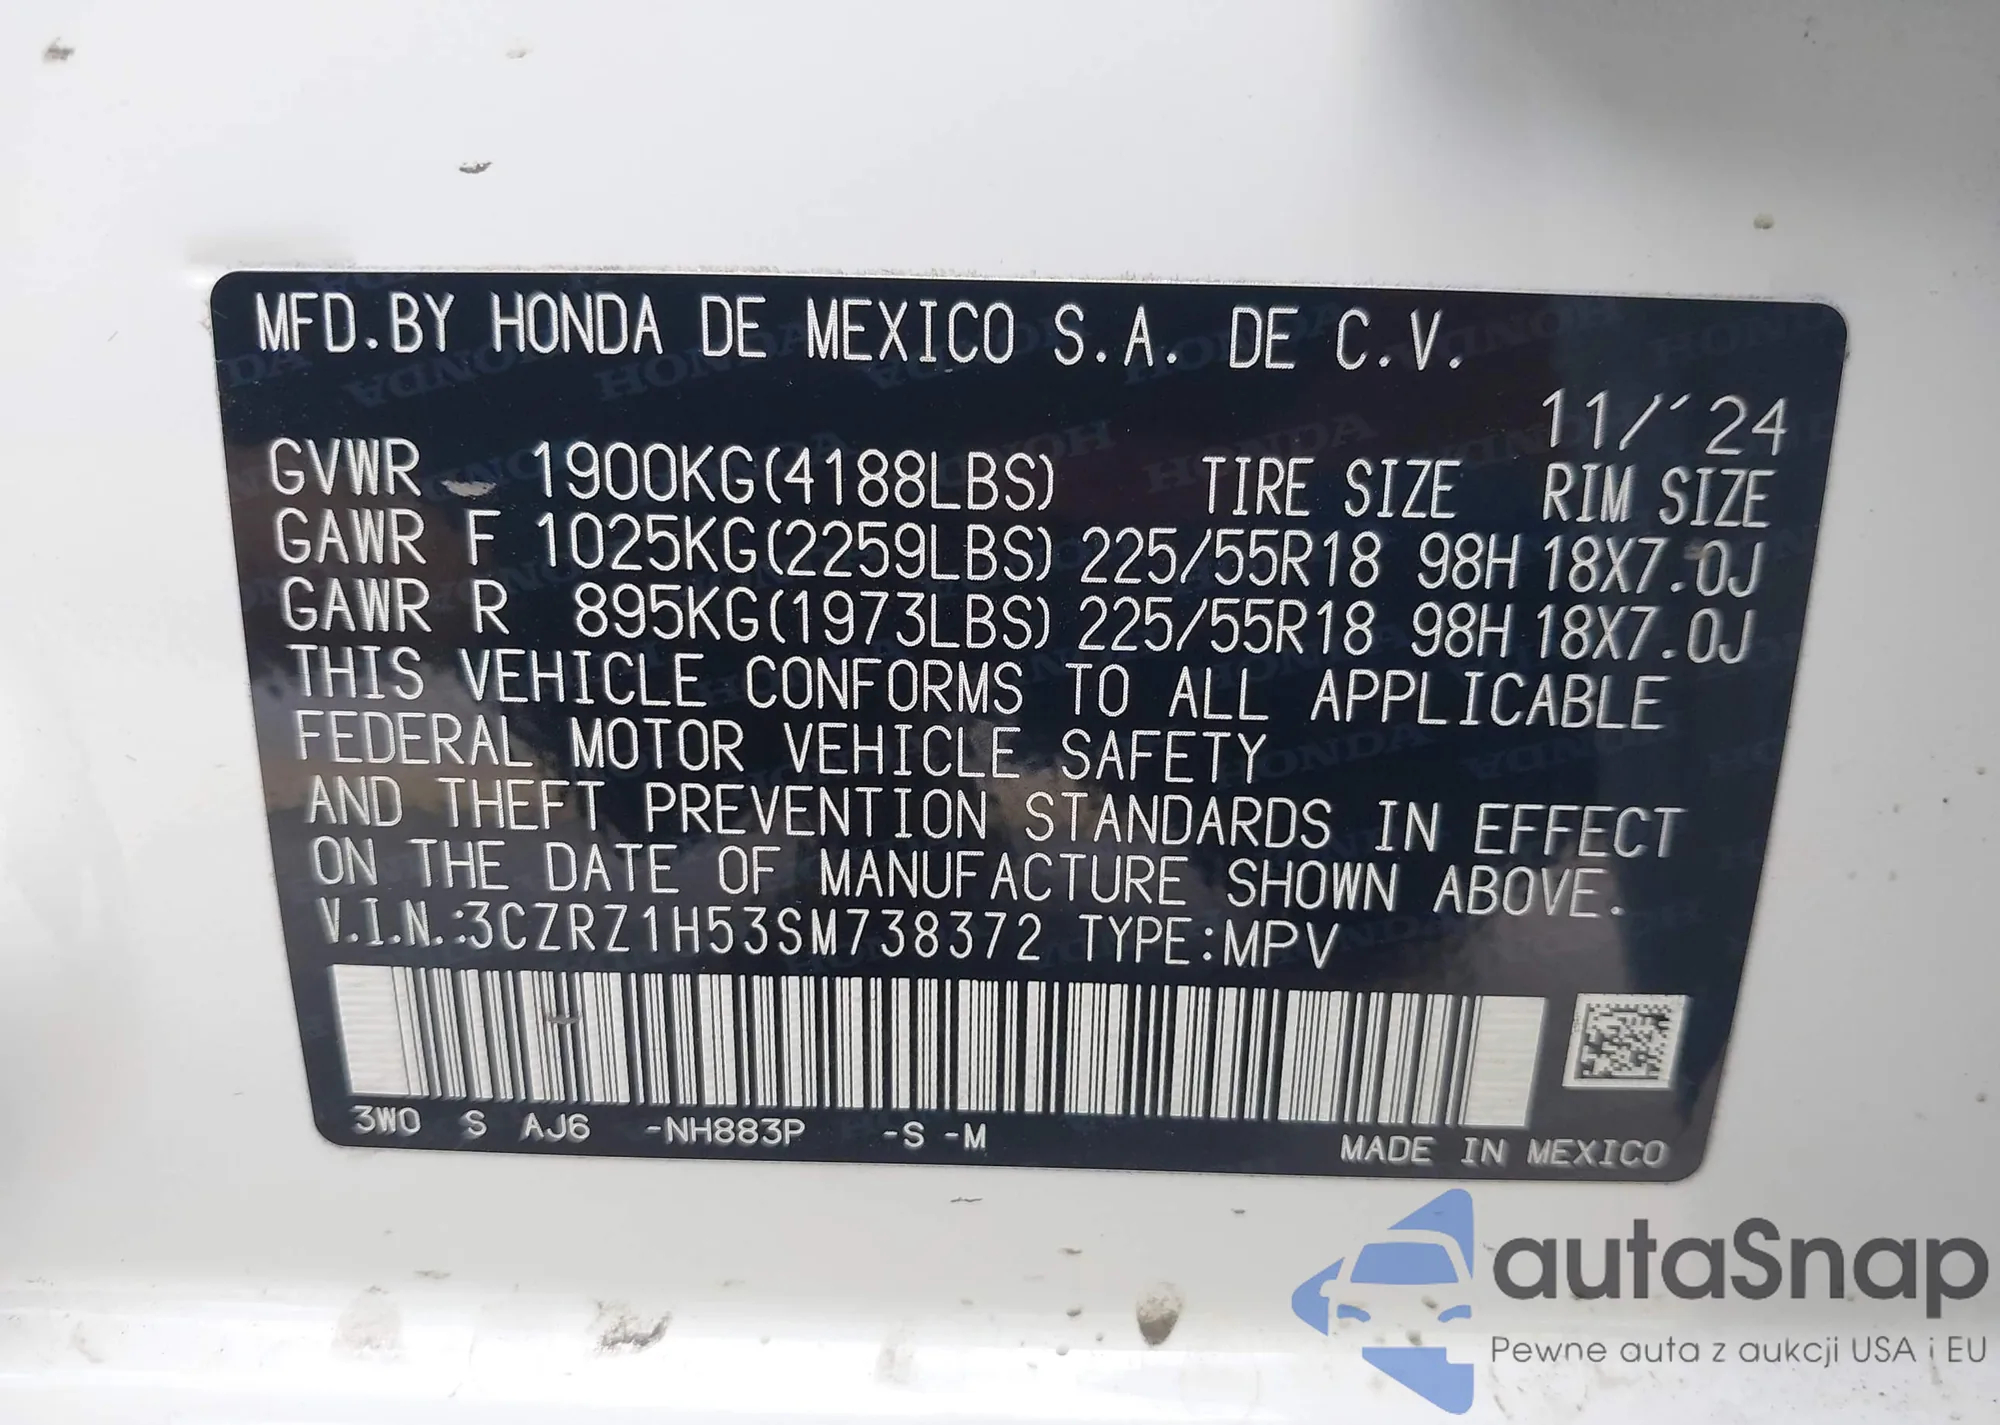 MFD.BY HONDA DE MEXICO S.A. DE C.V.
11/´24
GVWR 1900KG(4188LBS) TIRE SIZE RIM SIZE
GAWR F 1025KG(2259LBS) 225/55R18 98H 18X7.0J
GAWR R 895KG(1973LBS) 225/55R18 98H 18X7.0J
THIS VEHICLE CONFORMS TO ALL APPLICABLE
FEDERAL MOTOR VEHICLE SAFETY
AND THEFT PREVENTION STANDARDS IN EFFECT
ON THE DATE OF MANUFACTURE SHOWN ABOVE.
V.I.N.:3CZRZ1H53SM738372 TYPE:MPV
3W0 S AJ6 -NH883P -S -M
MADE IN MEXICO
autaSnap
Pewne auta z aukcji USA i EU